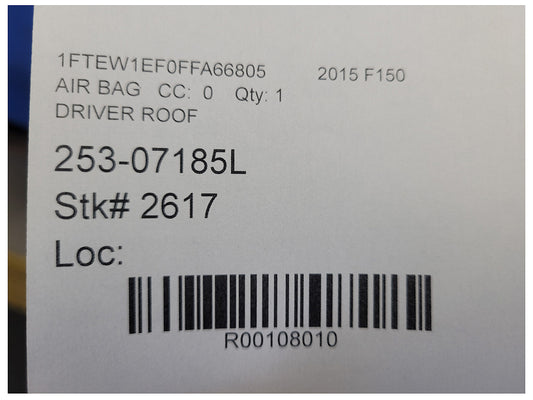 1FTEW1EF0FFA66805 2015 F150
AIR BAG CC: 0 Qty: 1
DRIVER ROOF
253-07185L
Stk# 2617
Loc:
R00108010